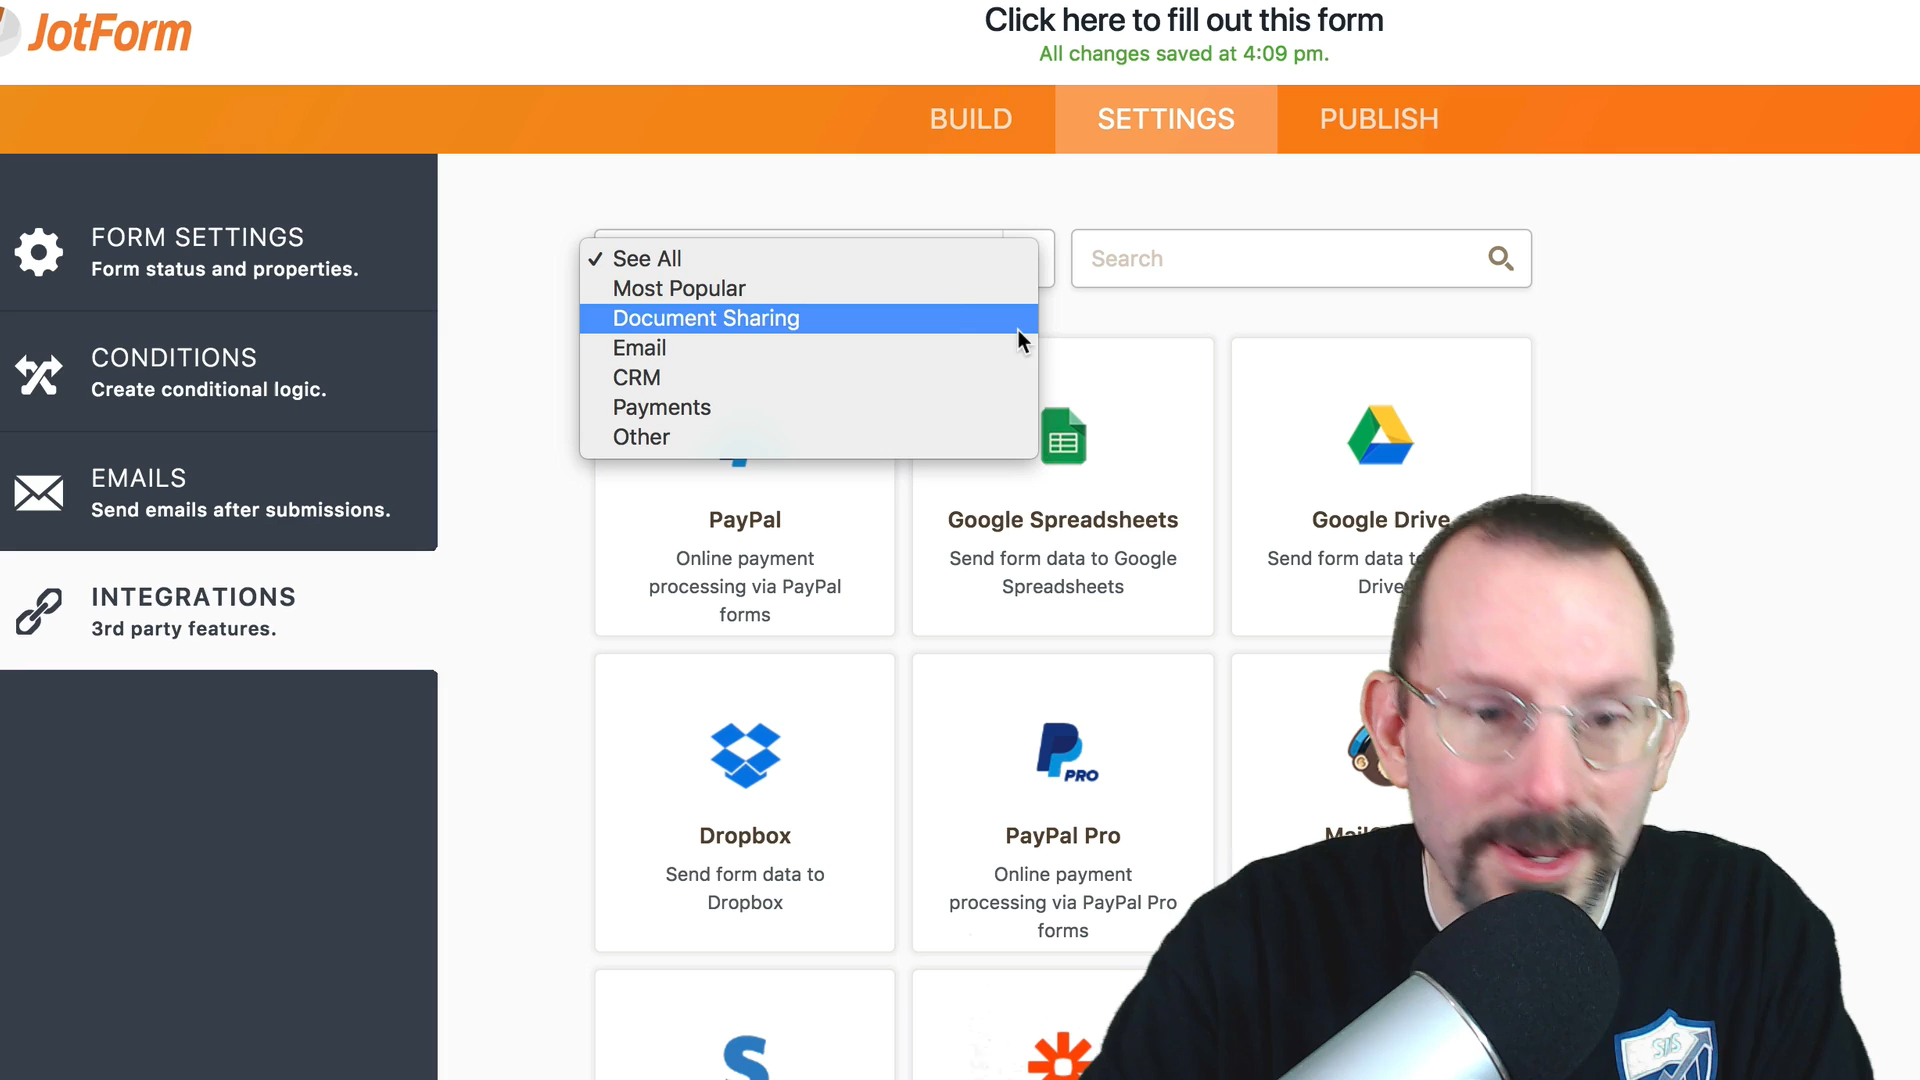 JotForm
Click here to fill out this form
All changes saved at 4:09 pm.
BUILD
SETTINGS
PUBLISH
FORM SETTINGS
Form status and properties.
CONDITIONS
Create conditional logic.
EMAILS
Send emails after submissions.
INTEGRATIONS
3rd party features.
✓ See All
Most Popular
Document Sharing
Email
CRM
Payments
Other
Search
PayPal
Online payment
processing via PayPal
forms
Google Spreadsheets
Send form data to Google
Spreadsheets
Google Drive
Send form data to
Drive
Dropbox
Send form data to
Dropbox
PRO
PayPal Pro
Online payment
processing via PayPal Pro
forms
SIS